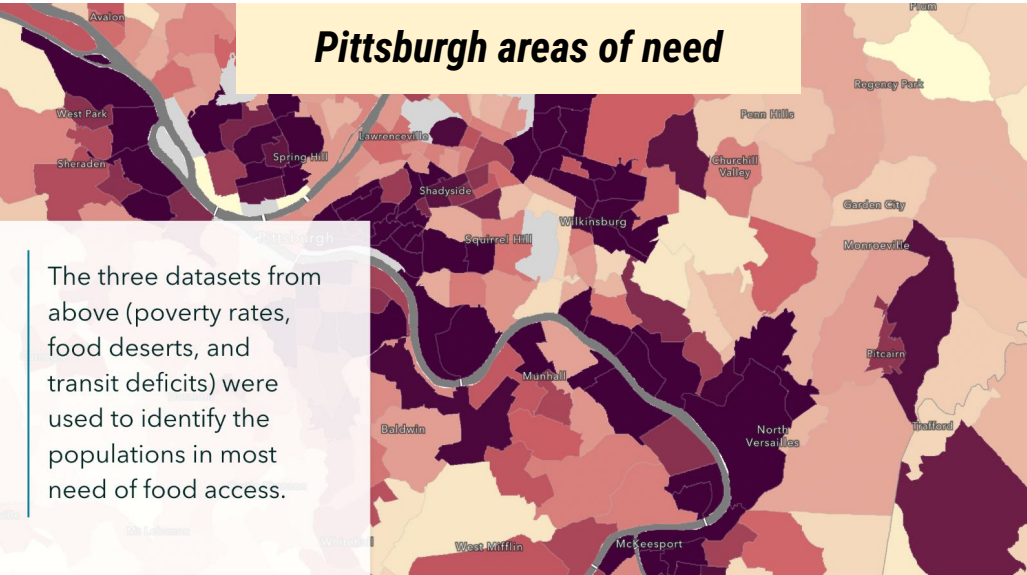 Pittsburgh areas of need
Avalon
Prum
Regency Park
West Park
Penn Hills
Lawrenceville
Sheraden
Spring Hill
Churchill
Valley
Shadyside
Garden City
Wilkinsburg
Pittsburgh
Squirrel Hill
Monroeville
The three datasets from
above (poverty rates,
food deserts, and
transit deficits) were
used to identify the
populations in most
need of food access.
Pitcairn
Munhall
Baldwin
North
Versailles
Trafford
Mt Lebanon
West Mifflin
McKeesport